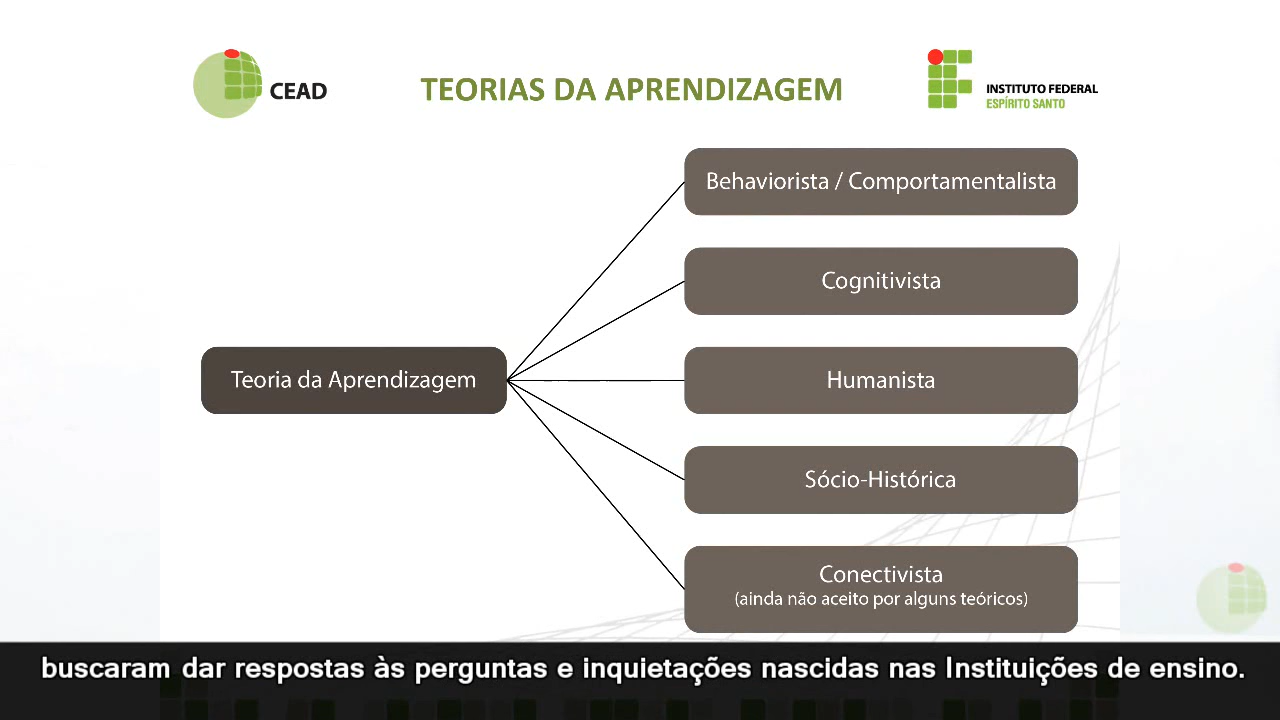 CEAD
TEORIAS DA APRENDIZAGEM
INSTITUTO FEDERAL
ESPÍRITO SANTO
Behaviorista / Comportamentalista
Cognitivista
Teoria da Aprendizagem
Humanista
Sócio-Histórica
Conectivista
(ainda não aceito por alguns teóricos)
buscaram dar respostas às perguntas e inquietações nascidas nas Instituições de ensino.